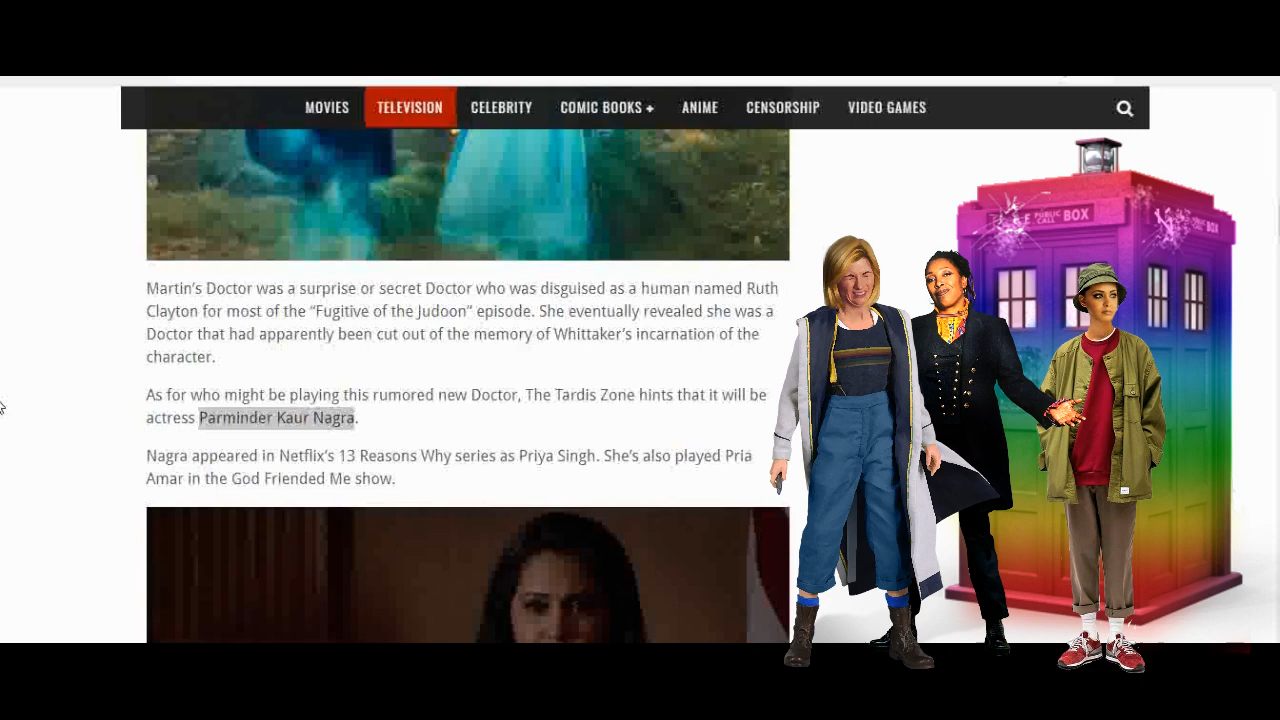 MOVIES TELEVISION CELEBRITY COMIC BOOKS + ANIME CENSORSHIP VIDEO GAMES
PUBLIC CALL BOX
Martin’s Doctor was a surprise or secret Doctor who was disguised as a human named Ruth
Clayton for most of the “Fugitive of the Judoon” episode. She eventually revealed she was a
Doctor that had apparently been cut out of the memory of Whittaker’s incarnation of the
character.
As for who might be playing this rumored new Doctor, The Tardis Zone hints that it will be
actress Parminder Kaur Nagra.
Nagra appeared in Netflix’s 13 Reasons Why series as Priya Singh. She’s also played Pria
Amar in the God Friended Me show.